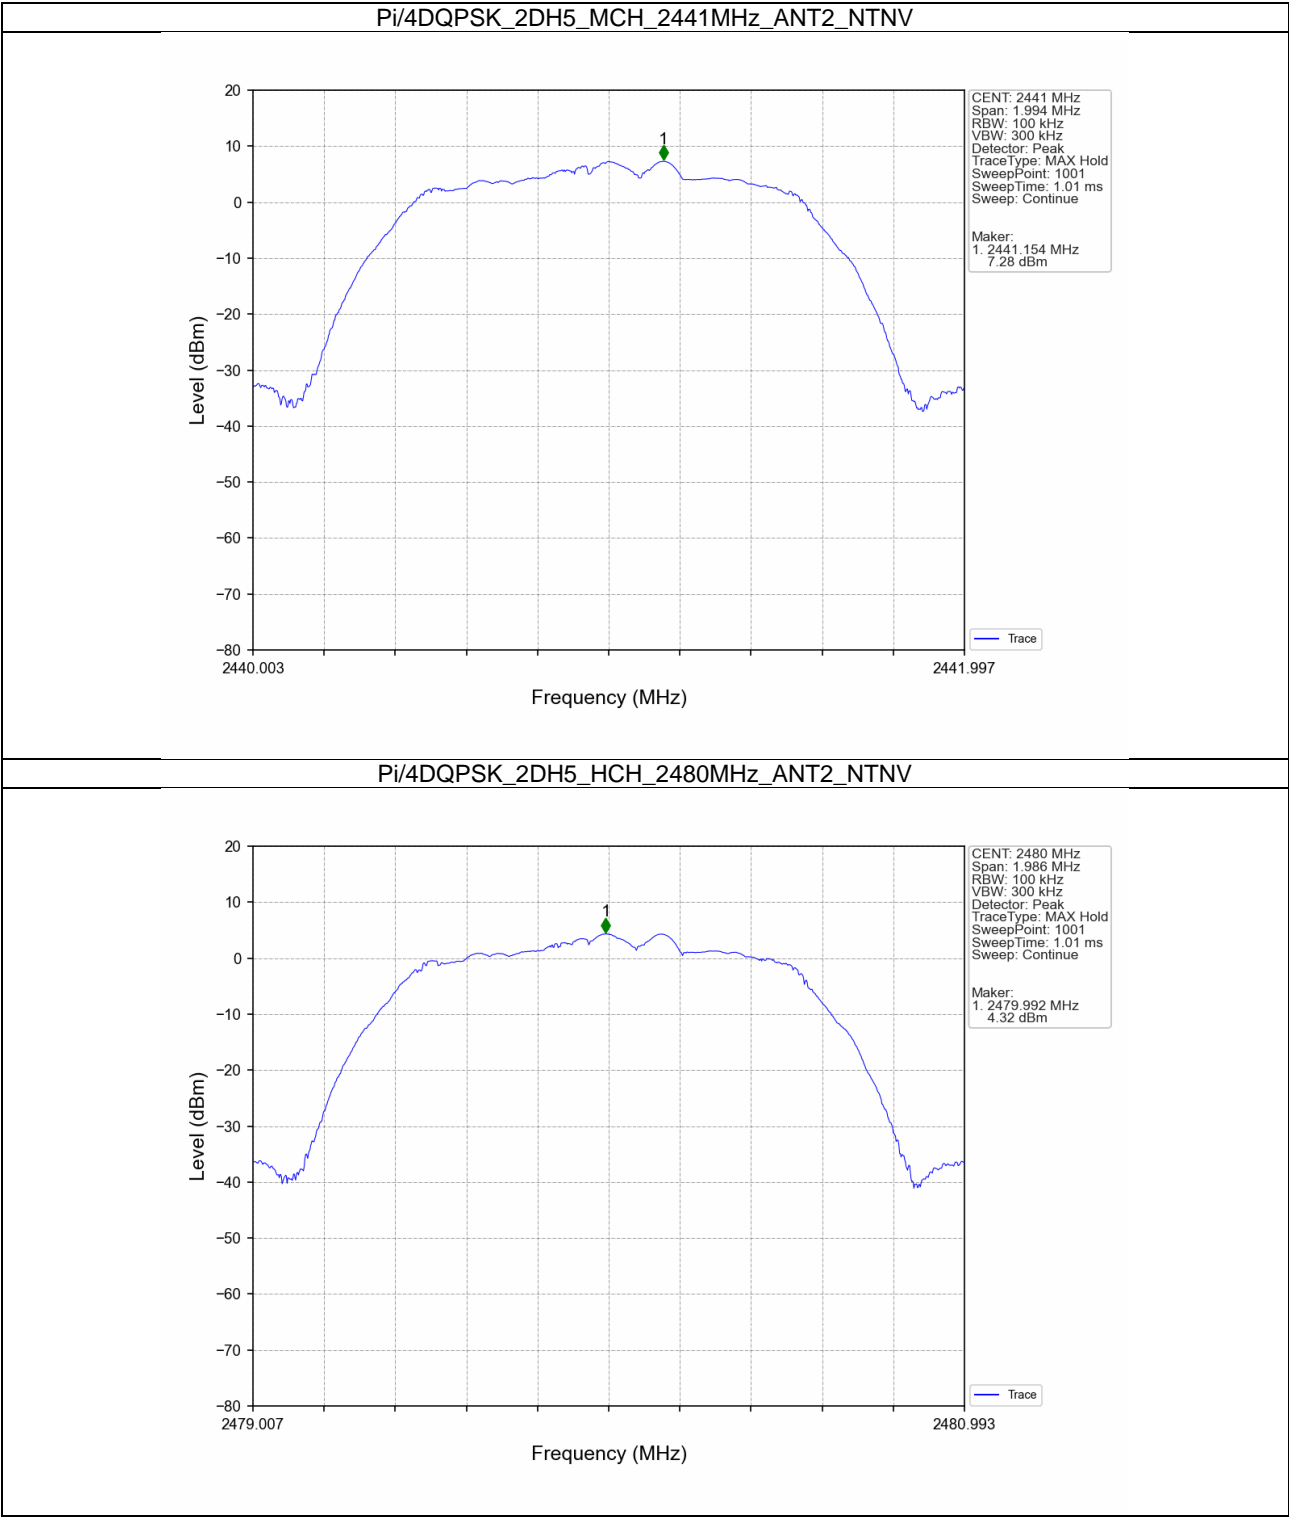 Pi/4DQPSK_2DH5_MCH_2441MHz_ANT2_NTNV
20
10
0
−10
−20
−30
−40
−50
−60
−70
−80
Level (dBm)
1
2440.003
2441.997
Frequency (MHz)
CENT: 2441 MHz
Span: 1.994 MHz
RBW: 100 kHz
VBW: 300 kHz
Detector: Peak
TraceType: MAX Hold
SweepPoint: 1001
SweepTime: 1.01 ms
Sweep: Continue
Maker:
1. 2441.154 MHz
7.28 dBm
Trace
Pi/4DQPSK_2DH5_HCH_2480MHz_ANT2_NTNV
20
10
0
−10
−20
−30
−40
−50
−60
−70
−80
Level (dBm)
1
2479.007
2480.993
Frequency (MHz)
CENT: 2480 MHz
Span: 1.986 MHz
RBW: 100 kHz
VBW: 300 kHz
Detector: Peak
TraceType: MAX Hold
SweepPoint: 1001
SweepTime: 1.01 ms
Sweep: Continue
Maker:
1. 2479.992 MHz
4.32 dBm
Trace